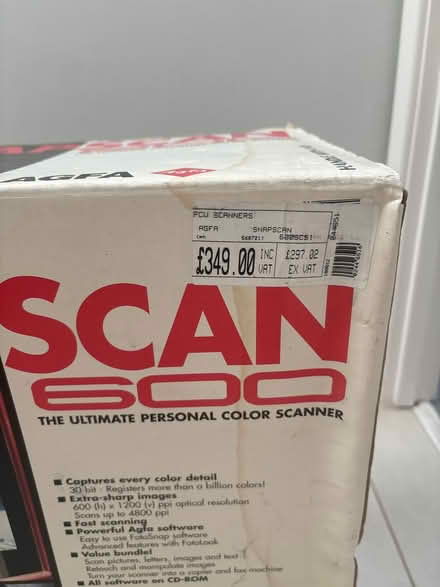 SCAN
AGFA
AGFA
PCW SCANNERS
AGFA SNAPSCAN
£349.00 INC VAT £297.02 EX VAT
SCAN
600
THE ULTIMATE PERSONAL COLOR SCANNER
■ Captures every color detail
30 bit - Registers more than a billion colors!
■ Extra-sharp images
600 (h) x 1200 (v) ppi optical resolution
Scans up to 4800 ppi
■ Fast scanning
■ Powerful Agfa software
Easy to use FotoSnap software
Advanced features with FotoLook
■ Value bundle!
Scan pictures, letters, images and text
Retouch and manipulate images
Turn your scanner into a copier and fax machine
■ All software on CD-ROM